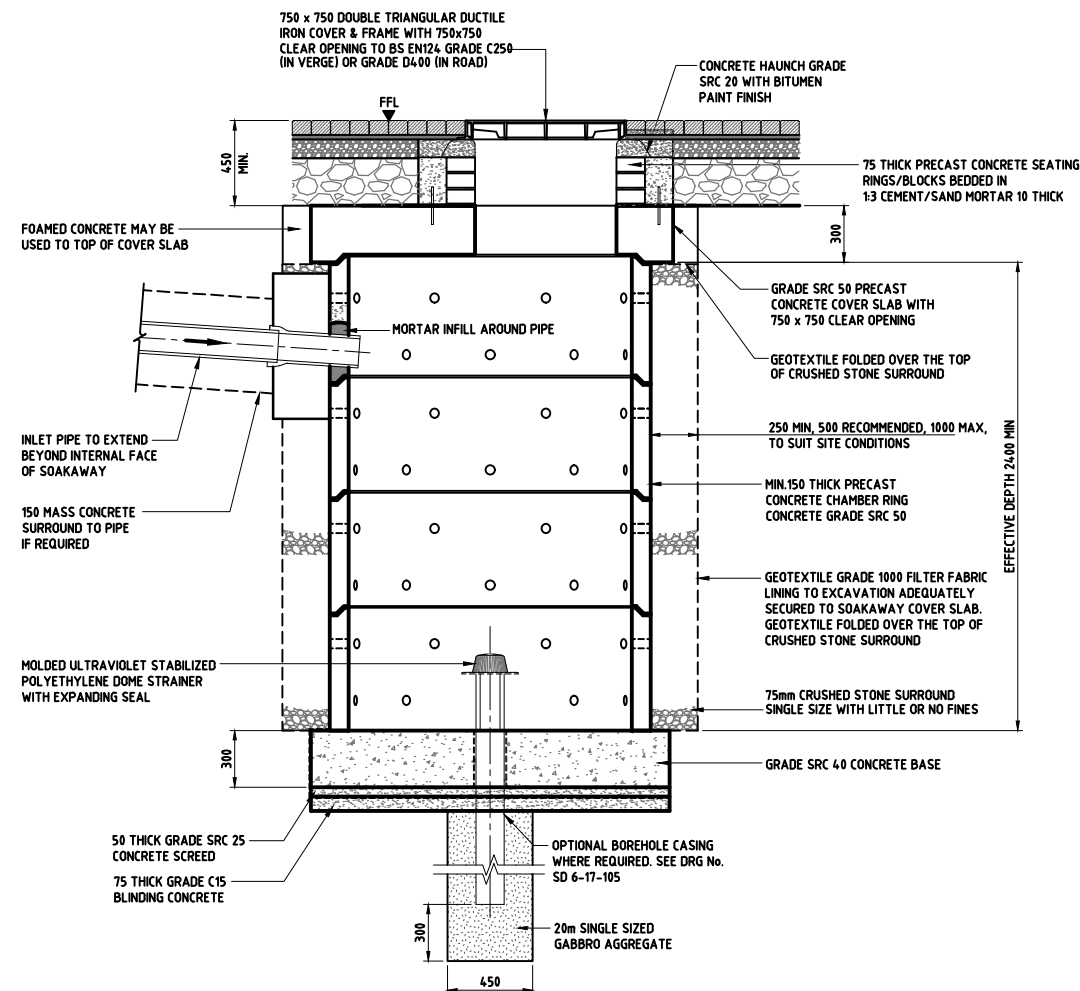 750 x 750 DOUBLE TRIANGULAR DUCTILE
IRON COVER & FRAME WITH 750x750
CLEAR OPENING TO BS EN124 GRADE C250
(IN VERGE) OR GRADE D400 (IN ROAD)
CONCRETE HAUNCH GRADE
SRC 20 WITH BITUMEN
PAINT FINISH
FFL
450
MIN.
75 THICK PRECAST CONCRETE SEATING
RINGS/BLOCKS BEDDED IN
1:3 CEMENT/SAND MORTAR 10 THICK
FOAMED CONCRETE MAY BE
USED TO TOP OF COVER SLAB
300
GRADE SRC 50 PRECAST
CONCRETE COVER SLAB WITH
750 x 750 CLEAR OPENING
MORTAR INFILL AROUND PIPE
GEOTEXTILE FOLDED OVER THE TOP
OF CRUSHED STONE SURROUND
INLET PIPE TO EXTEND
BEYOND INTERNAL FACE
OF SOAKAWAY
250 MIN, 500 RECOMMENDED, 1000 MAX,
TO SUIT SITE CONDITIONS
MIN.150 THICK PRECAST
CONCRETE CHAMBER RING
CONCRETE GRADE SRC 50
EFFECTIVE DEPTH 2400 MIN
150 MASS CONCRETE
SURROUND TO PIPE
IF REQUIRED
GEOTEXTILE GRADE 1000 FILTER FABRIC
LINING TO EXCAVATION ADEQUATELY
SECURED TO SOAKAWAY COVER SLAB.
GEOTEXTILE FOLDED OVER THE TOP OF
CRUSHED STONE SURROUND
MOLDED ULTRAVIOLET STABILIZED
POLYETHYLENE DOME STRAINER
WITH EXPANDING SEAL
75mm CRUSHED STONE SURROUND
SINGLE SIZE WITH LITTLE OR NO FINES
300
GRADE SRC 40 CONCRETE BASE
50 THICK GRADE SRC 25
CONCRETE SCREED
75 THICK GRADE C15
BLINDING CONCRETE
OPTIONAL BOREHOLE CASING
WHERE REQUIRED. SEE DRG No.
SD 6-17-105
300
20m SINGLE SIZED
GABBRO AGGREGATE
450